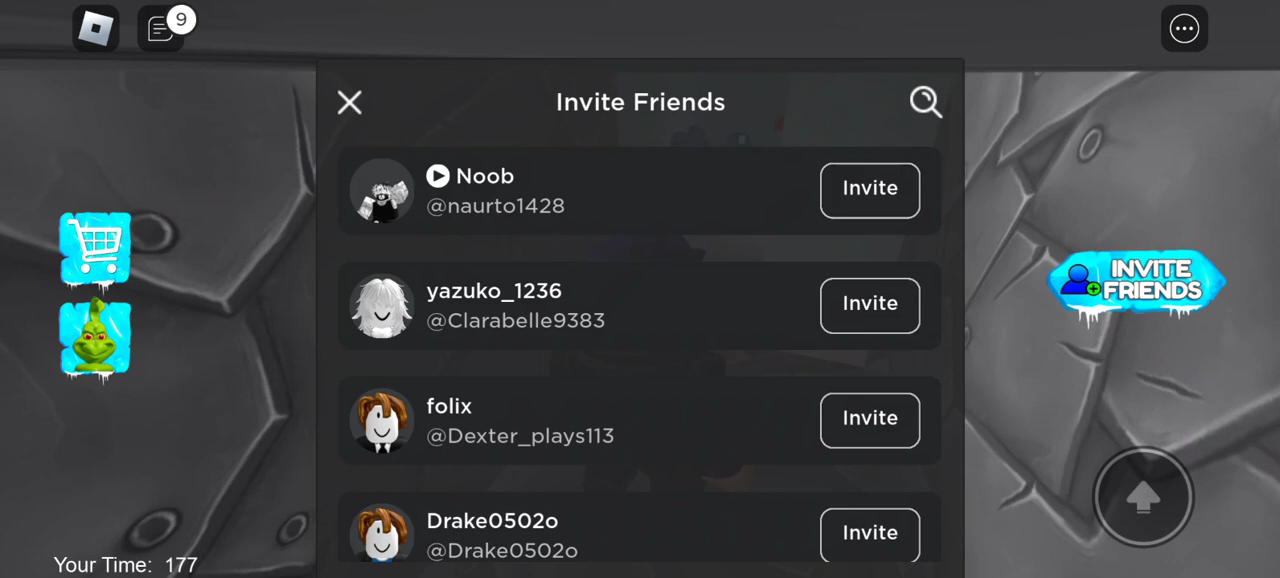 9
Invite Friends
Noob
@naurto1428
Invite
yazuko_1236
@Clarabelle9383
Invite
folix
@Dexter_plays113
Invite
Drake0502o
@Drake0502o
Invite
INVITE
FRIENDS
Your Time: 177